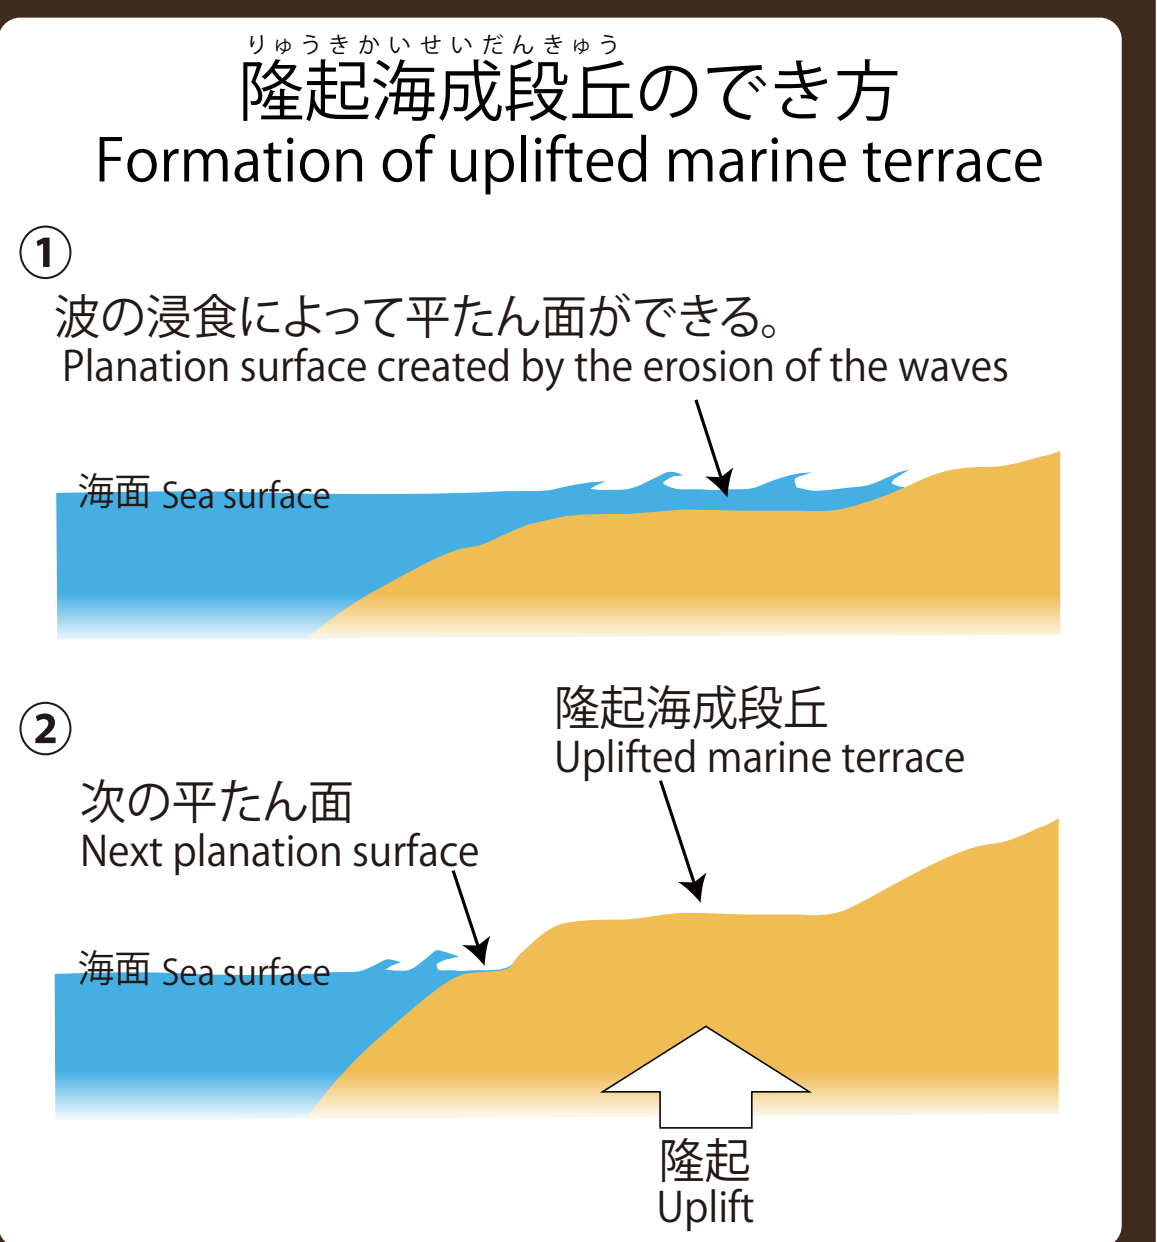 りゅうきかいせいだんきゅう
隆起海成段丘のでき方
Formation of uplifted marine terrace
①
波の浸食によって平たん面ができる。
Planation surface created by the erosion of the waves
海面 Sea surface
②
隆起海成段丘
Uplifted marine terrace
次の平たん面
Next planation surface
海面 Sea surface
隆起
Uplift